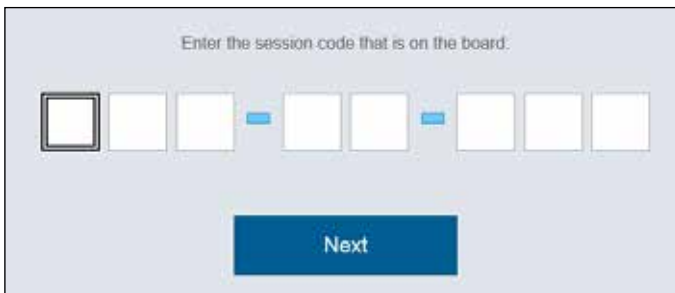 Enter the session code that is on the board.
Next